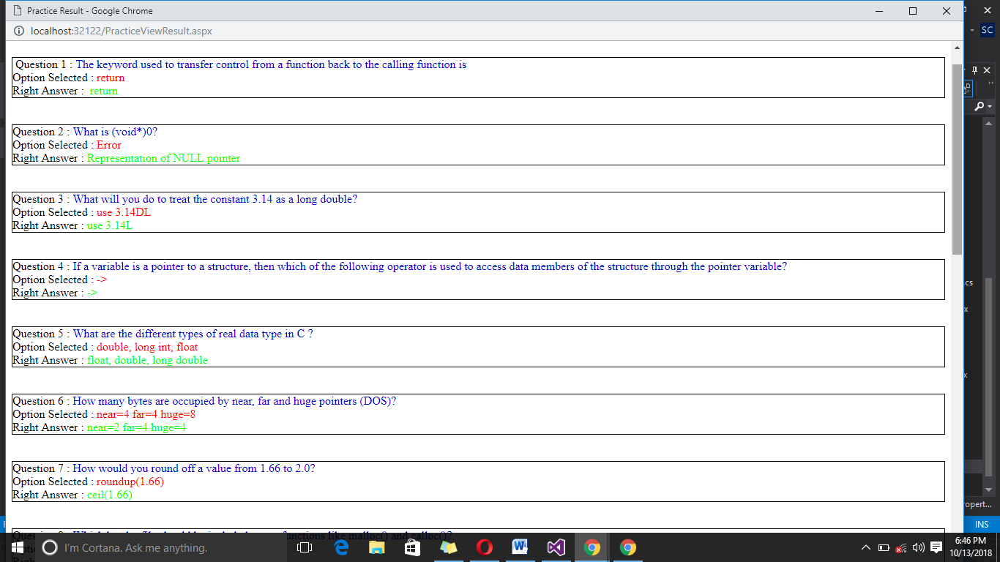 Practice Result - Google Chrome
localhost:32122/PracticeViewResult.aspx
SC
Question 1 : The keyword used to transfer control from a function back to the calling function is
Option Selected : return
Right Answer : return
Question 2 : What is (void*)0?
Option Selected : Error
Right Answer : Representation of NULL pointer
Question 3 : What will you do to treat the constant 3.14 as a long double?
Option Selected : use 3.14DL
Right Answer : use 3.14L
Question 4 : If a variable is a pointer to a structure, then which of the following operator is used to access data members of the structure through the pointer variable?
Option Selected : ->
Right Answer : ->
Question 5 : What are the different types of real data type in C ?
Option Selected : double, long int, float
Right Answer : float, double, long double
Question 6 : How many bytes are occupied by near, far and huge pointers (DOS)?
Option Selected : near=4 far=4 huge=8
Right Answer : near=2 far=4 huge=4
Question 7 : How would you round off a value from 1.66 to 2.0?
Option Selected : roundup(1.66)
Right Answer : ceil(1.66)
functions like malloc() and calloc()?
cs
x
x
ropert...
INS
I'm Cortana. Ask me anything.
6:46 PM
10/13/2018